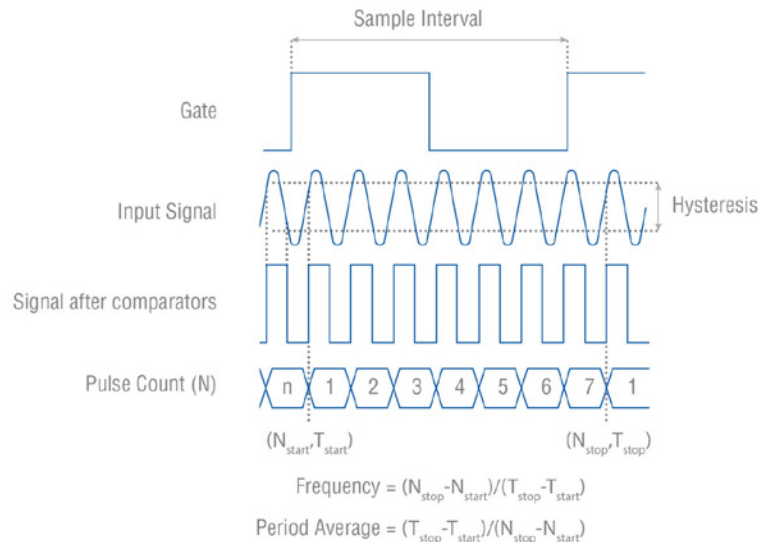 Sample Interval
Gate
Input Signal
Hysteresis
Signal after comparators
Pulse Count (N)
n 1 2 3 4 5 6 7 1
(Nstart,Tstart)
(Nstop,Tstop)
Frequency = (Nstop-Nstart)/(Tstop-Tstart)
Period Average = (Tstop-Tstart)/(Nstop-Nstart)